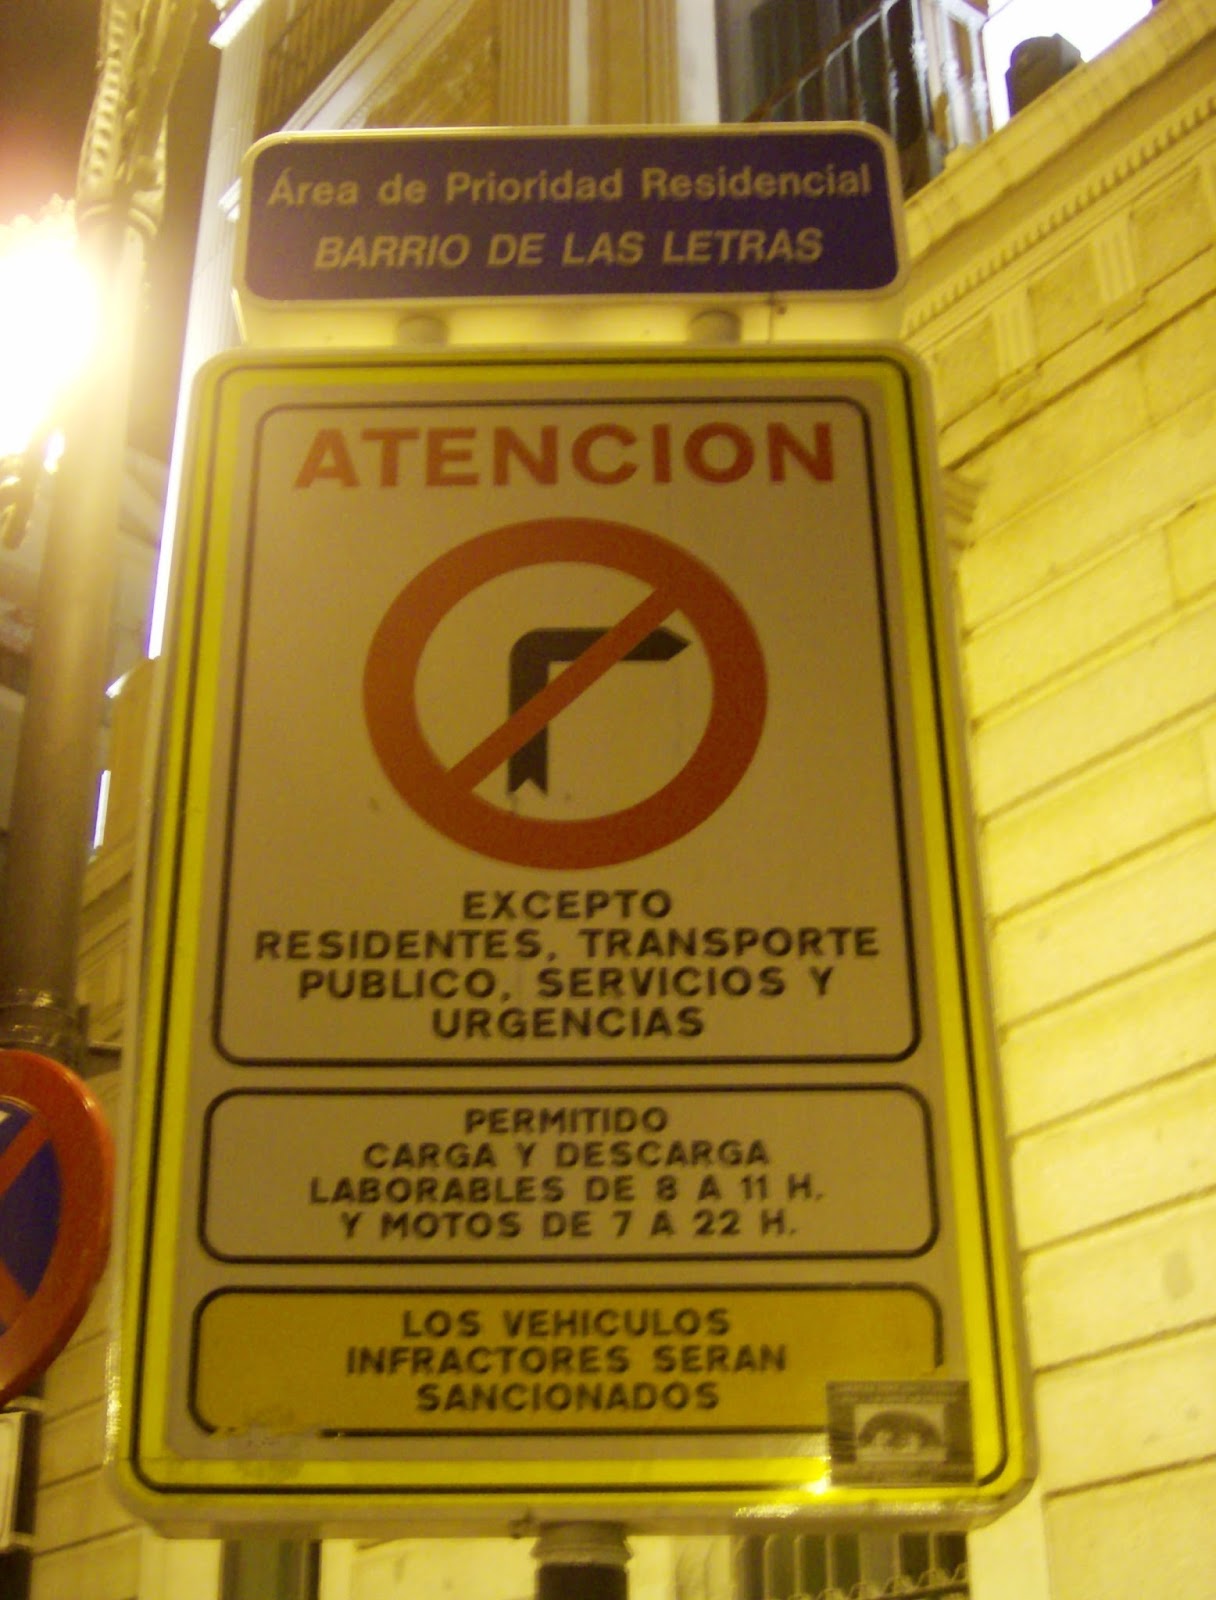 Área de Prioridad Residencial
BARRIO DE LAS LETRAS
ATENCION
EXCEPTO
RESIDENTES, TRANSPORTE
PUBLICO, SERVICIOS Y
URGENCIAS
PERMITIDO
CARGA Y DESCARGA
LABORABLES DE 8 A 11 H.
Y MOTOS DE 7 A 22 H.
LOS VEHICULOS
INFRACTORES SERAN
SANCIONADOS